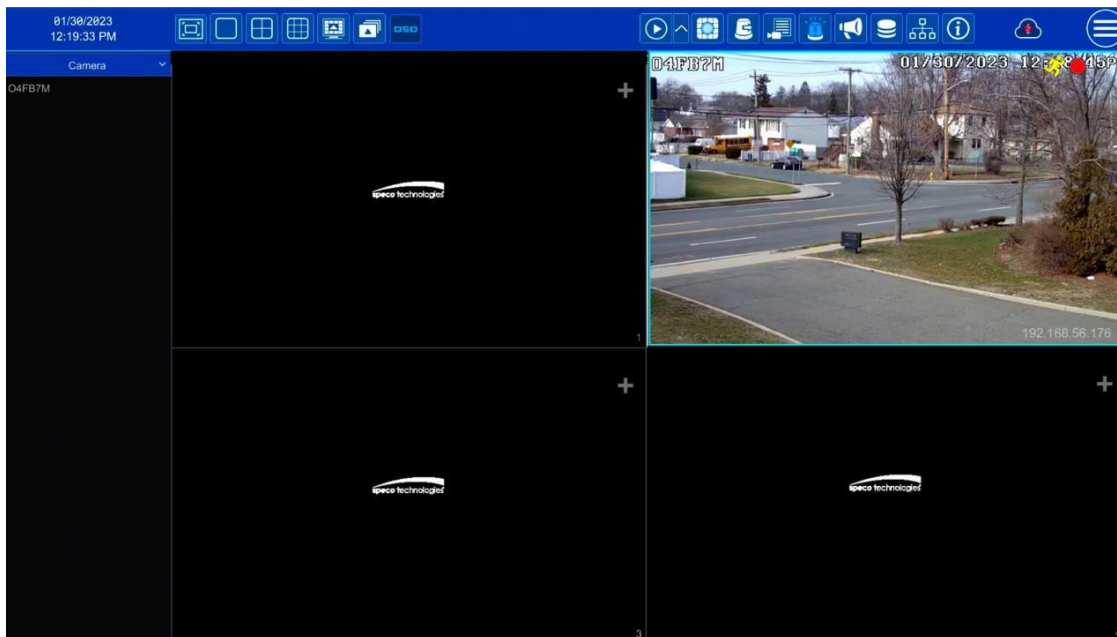 01/30/2023
12:19:33 PM
OSD
Camera
O4FB7M
speco technologies
1
O4FB7M
01/30/2023
192.168.56.176
speco technologies
3
speco technologies